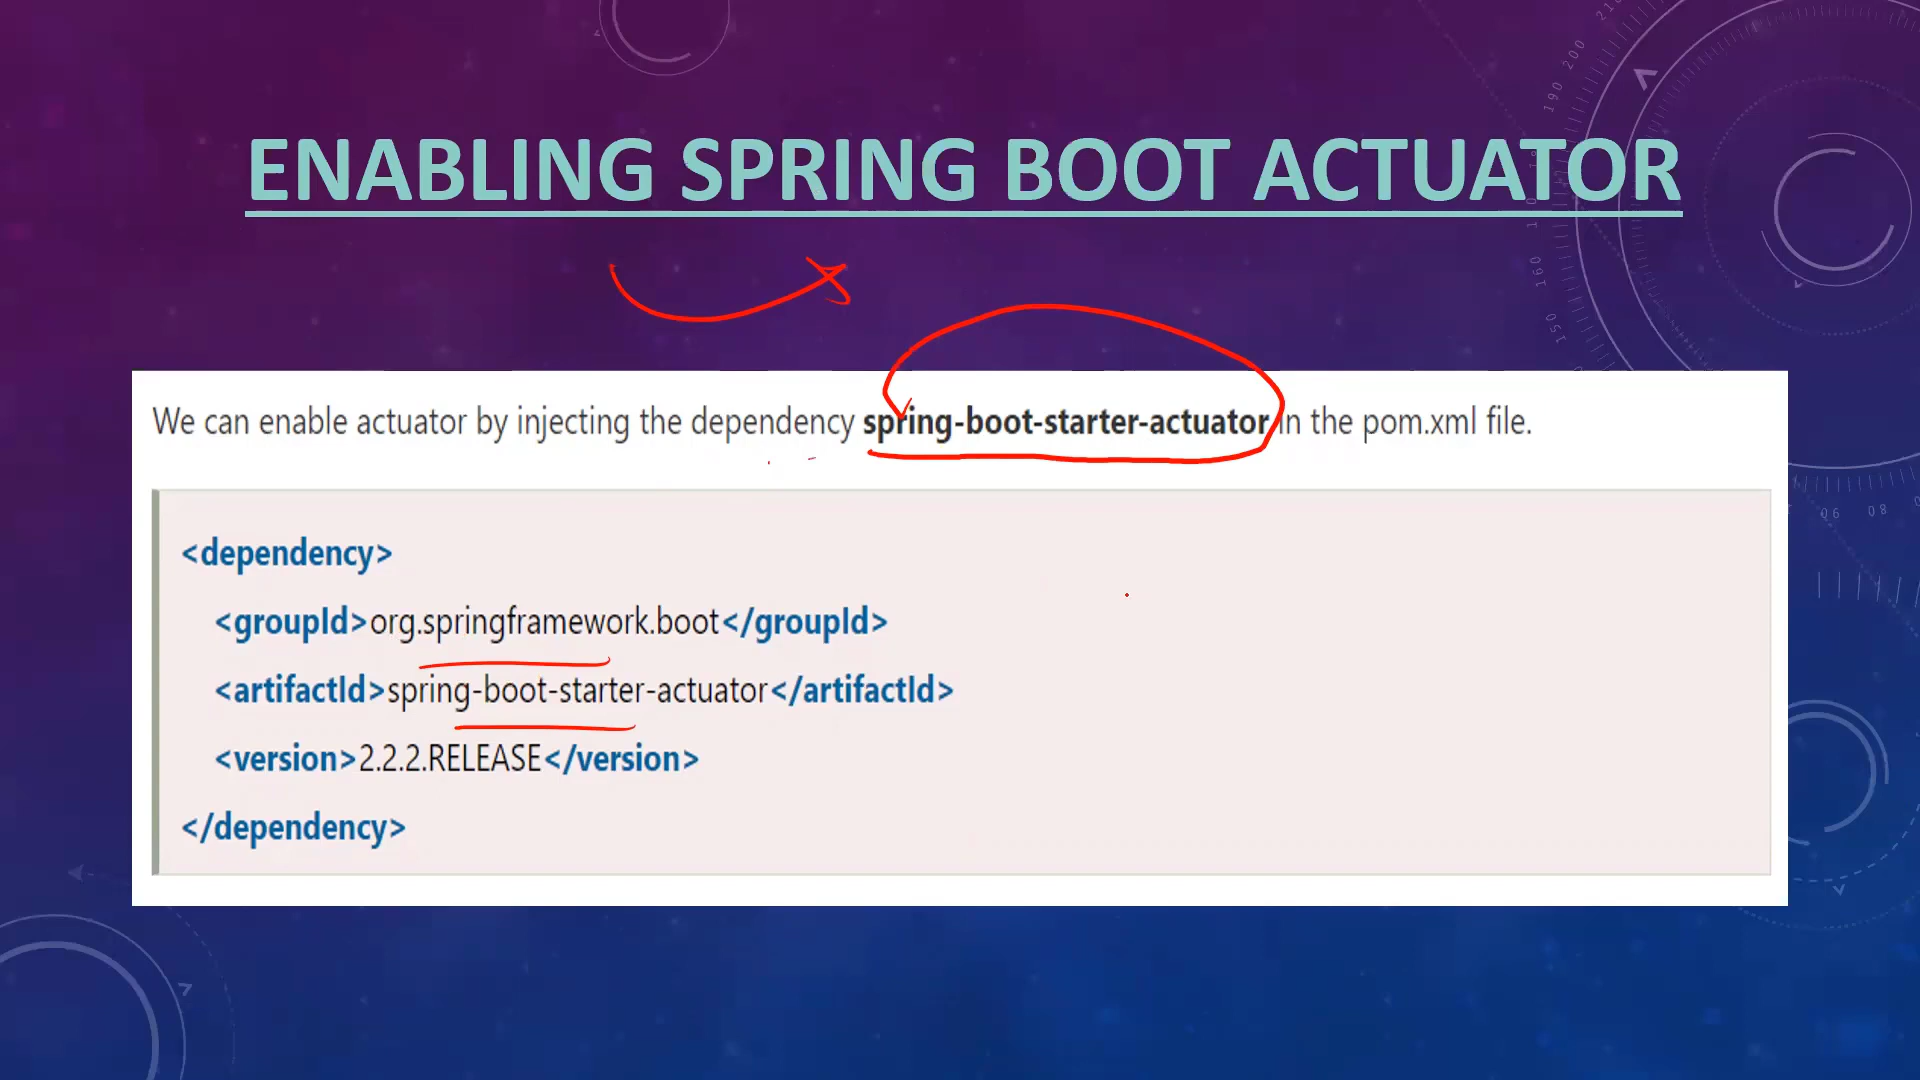 ENABLING SPRING BOOT ACTUATOR
We can enable actuator by injecting the dependency spring-boot-starter-actuator in the pom.xml file.
<dependency>
<groupId>org.springframework.boot</groupId>
<artifactId>spring-boot-starter-actuator</artifactId>
<version>2.2.2.RELEASE</version>
</dependency>